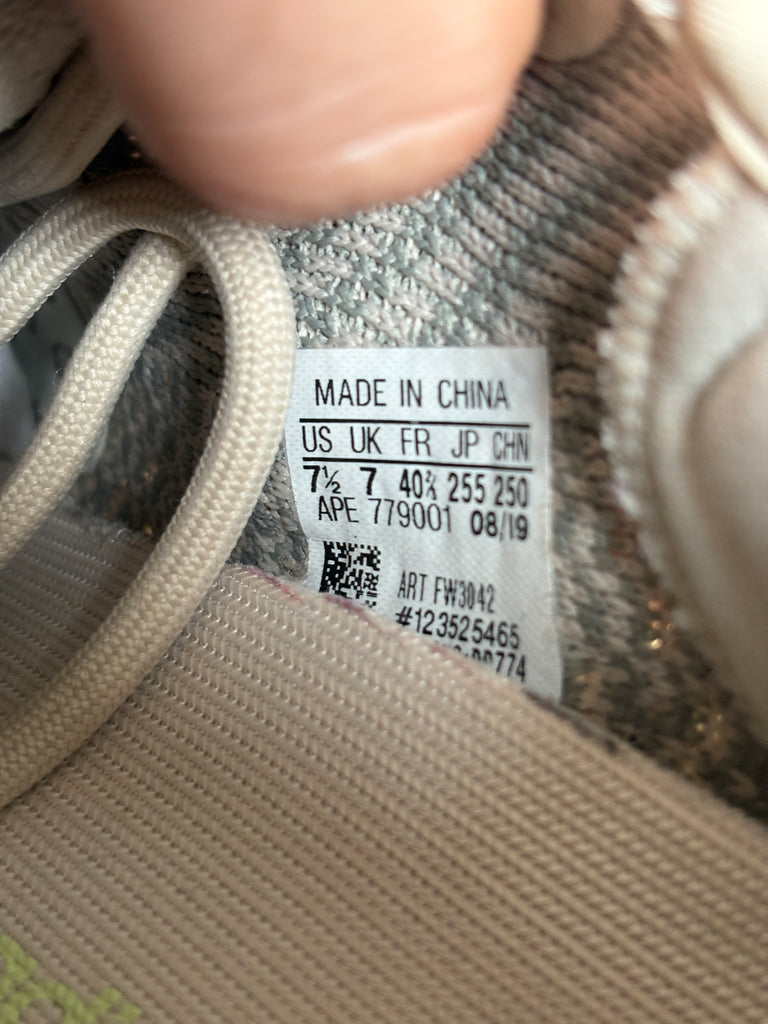 MADE IN CHINA
US UK FR JP CHN
7½ 7 40⅔ 255 250
APE 779001 08/19
ART FW3042
#123525465